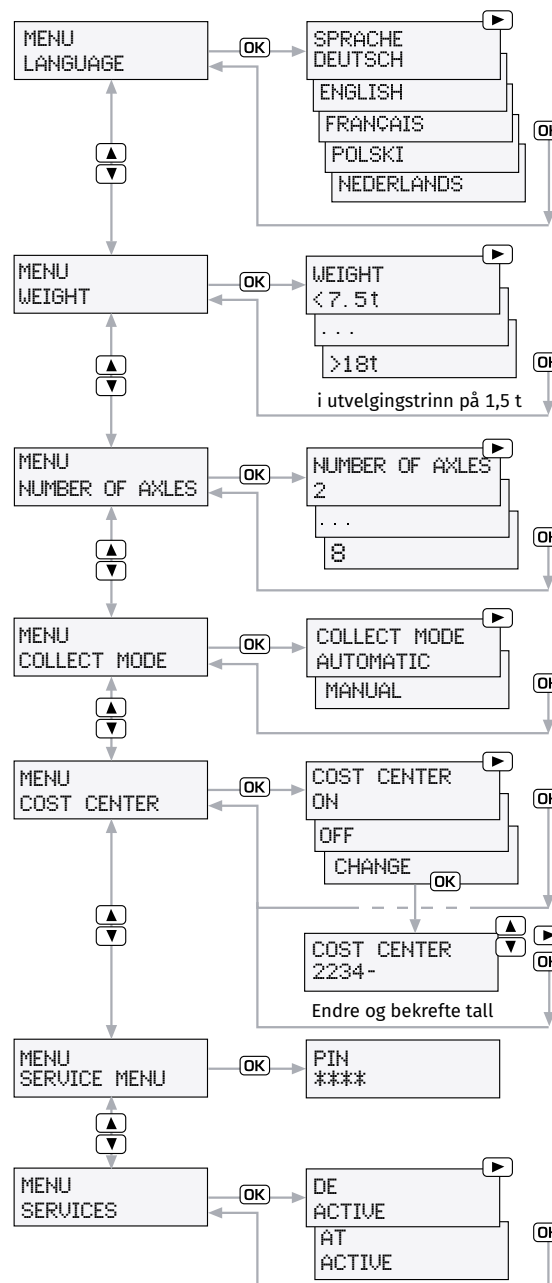 MENU
LANGUAGE
OK
SPRACHE
DEUTSCH
ENGLISH
FRANÇAIS
POLSKI
NEDERLANDS
OK
MENU
WEIGHT
OK
WEIGHT
<7.5t
...
>18t
OK
i utvelgingstrinn på 1,5 t
MENU
NUMBER OF AXLES
OK
NUMBER OF AXLES
2
...
8
OK
MENU
COLLECT MODE
OK
COLLECT MODE
AUTOMATIC
MANUAL
OK
MENU
COST CENTER
OK
COST CENTER
ON
OFF
CHANGE
OK
OK
COST CENTER
2234-
OK
Endre og bekrefte tall
MENU
SERVICE MENU
OK
PIN
****
MENU
SERVICES
OK
DE
ACTIVE
AT
ACTIVE
OK